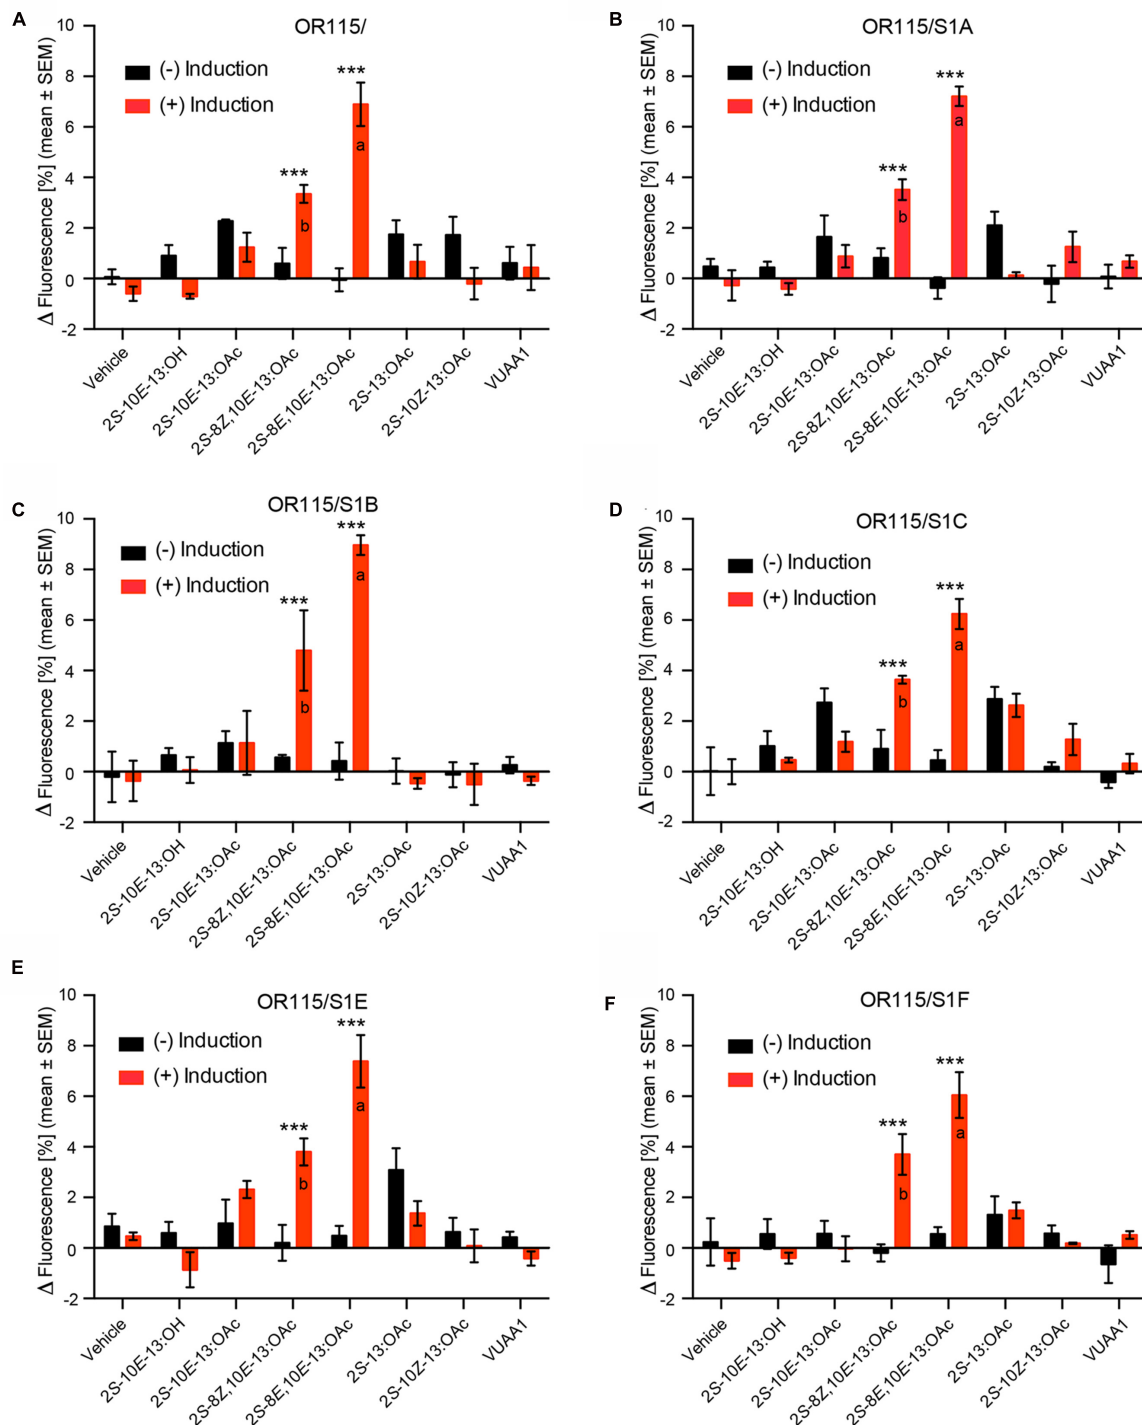 A
OR115/
(-) Induction
(+) Induction
Δ Fluorescence [%] (mean ± SEM)
10
8
6
4
2
0
-2
***
***
a
b
Vehicle
2S-10E-13:OH
2S-10E-13:OAc
2S-8Z,10E-13:OAc
2S-8E,10E-13:OAc
2S-13:OAc
2S-10Z-13:OAc
VUAA1
B
OR115/S1A
(-) Induction
(+) Induction
Δ Fluorescence [%] (mean ± SEM)
10
8
6
4
2
0
-2
***
***
a
b
Vehicle
2S-10E-13:OH
2S-10E-13:OAc
2S-8Z,10E-13:OAc
2S-8E,10E-13:OAc
2S-13:OAc
2S-10Z-13:OAc
VUAA1
C
OR115/S1B
(-) Induction
(+) Induction
Δ Fluorescence [%] (mean ± SEM)
10
8
6
4
2
0
-2
***
***
a
b
Vehicle
2S-10E-13:OH
2S-10E-13:OAc
2S-8Z,10E-13:OAc
2S-8E,10E-13:OAc
2S-13:OAc
2S-10Z-13:OAc
VUAA1
D
OR115/S1C
(-) Induction
(+) Induction
Δ Fluorescence [%] (mean ± SEM)
10
8
6
4
2
0
-2
***
***
a
b
Vehicle
2S-10E-13:OH
2S-10E-13:OAc
2S-8Z,10E-13:OAc
2S-8E,10E-13:OAc
2S-13:OAc
2S-10Z-13:OAc
VUAA1
E
OR115/S1E
(-) Induction
(+) Induction
Δ Fluorescence [%] (mean ± SEM)
10
8
6
4
2
0
-2
***
***
a
b
Vehicle
2S-10E-13:OH
2S-10E-13:OAc
2S-8Z,10E-13:OAc
2S-8E,10E-13:OAc
2S-13:OAc
2S-10Z-13:OAc
VUAA1
F
OR115/S1F
(-) Induction
(+) Induction
Δ Fluorescence [%] (mean ± SEM)
10
8
6
4
2
0
-2
***
***
a
b
Vehicle
2S-10E-13:OH
2S-10E-13:OAc
2S-8Z,10E-13:OAc
2S-8E,10E-13:OAc
2S-13:OAc
2S-10Z-13:OAc
VUAA1